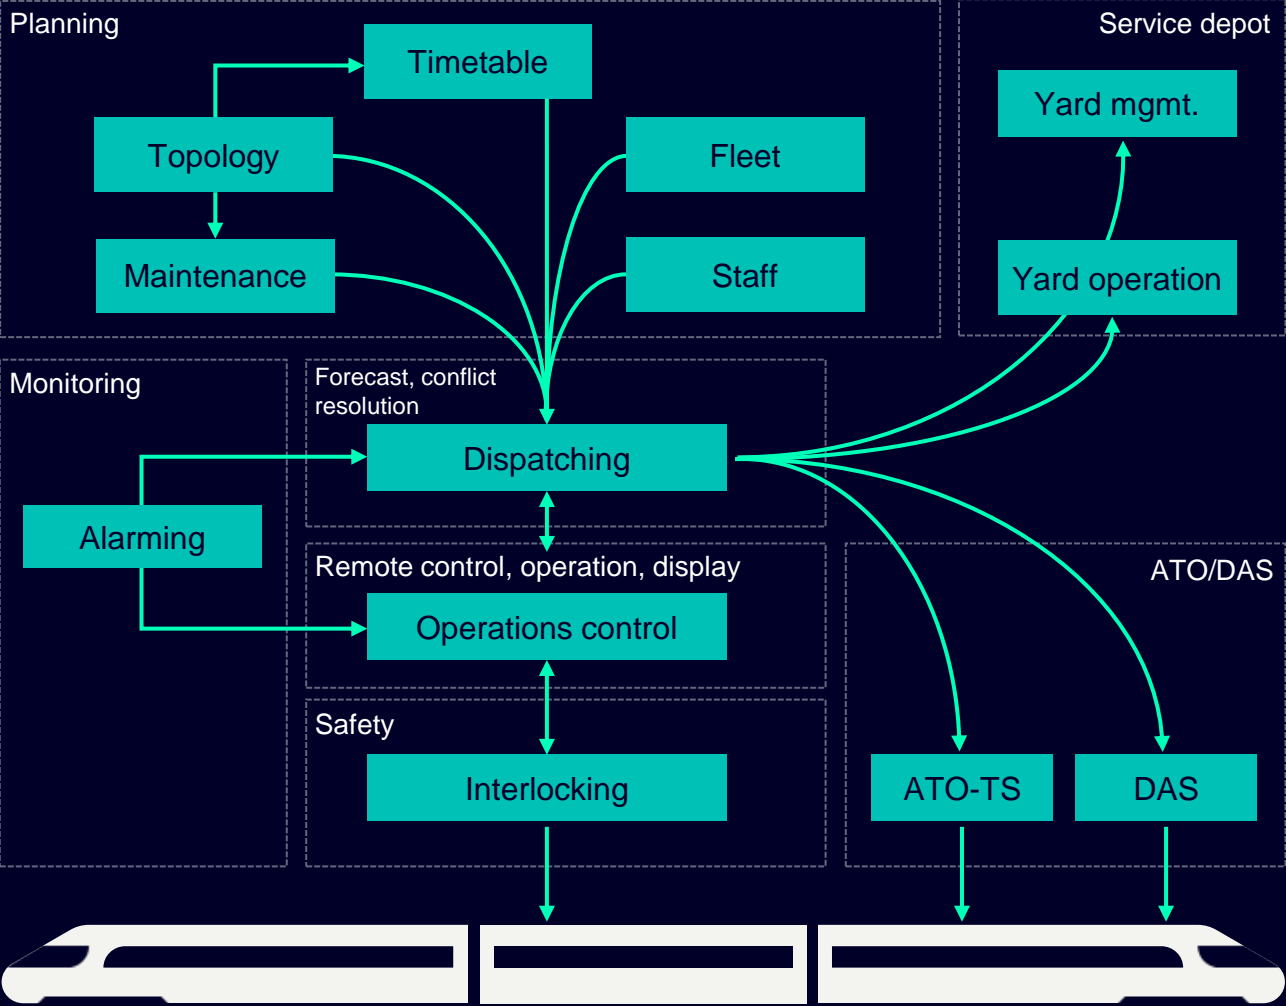 Planning
Service depot
Timetable
Yard mgmt.
Topology
Fleet
Maintenance
Staff
Yard operation
Monitoring
Forecast, conflict
resolution
Dispatching
Alarming
Remote control, operation, display
ATO/DAS
Operations control
Safety
Interlocking
ATO-TS
DAS